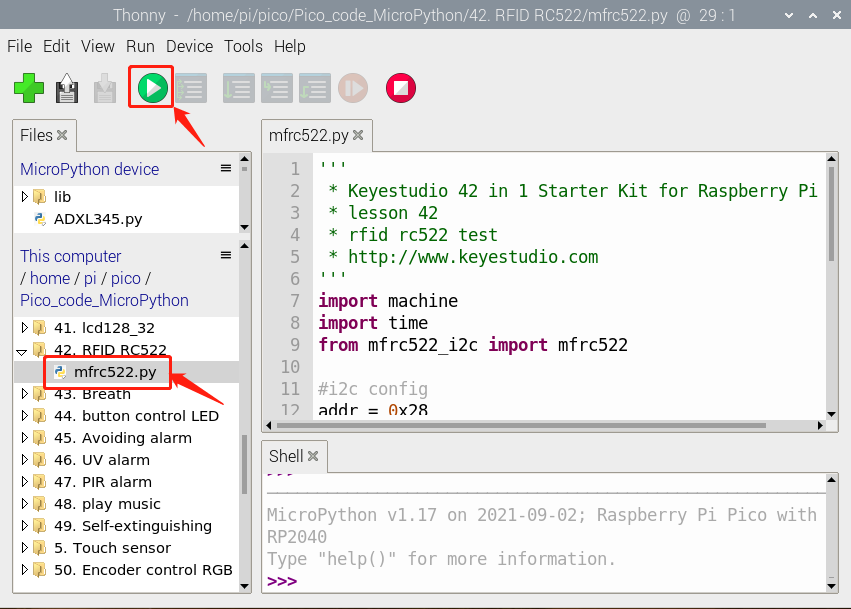 Thonny - /home/pi/pico/Pico_code_MicroPython/42. RFID RC522/mfrc522.py @ 29 : 1
File Edit View Run Device Tools Help
Files
MicroPython device
lib
ADXL345.py
This computer
/ home / pi / pico /
Pico_code_MicroPython
41. lcd128_32
42. RFID RC522
mfrc522.py
43. Breath
44. button control LED
45. Avoiding alarm
46. UV alarm
47. PIR alarm
48. play music
49. Self-extinguishing
5. Touch sensor
50. Encoder control RGB
mfrc522.py
1 '''
2 * Keyestudio 42 in 1 Starter Kit for Raspberry Pi
3 * lesson 42
4 * rfid rc522 test
5 * http://www.keyestudio.com
6 '''
7 import machine
8 import time
9 from mfrc522_i2c import mfrc522
10
11 #i2c config
12 addr = 0x28
Shell
>>>
MicroPython v1.17 on 2021-09-02; Raspberry Pi Pico with
RP2040
Type "help()" for more information.
>>>